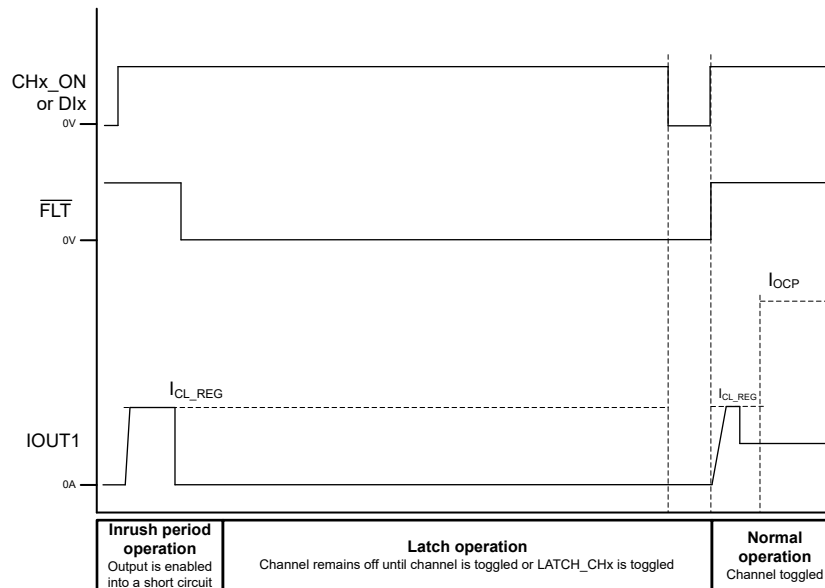 CHx_ON
or DIx
0V
FLT
0V
IOCP
ICL_REG
ICL_REG
IOUT1
0A
Inrush period
operation
Output is enabled
into a short circuit
Latch operation
Channel remains off until channel is toggled or LATCH_CHx is toggled
Normal
operation
Channel toggled